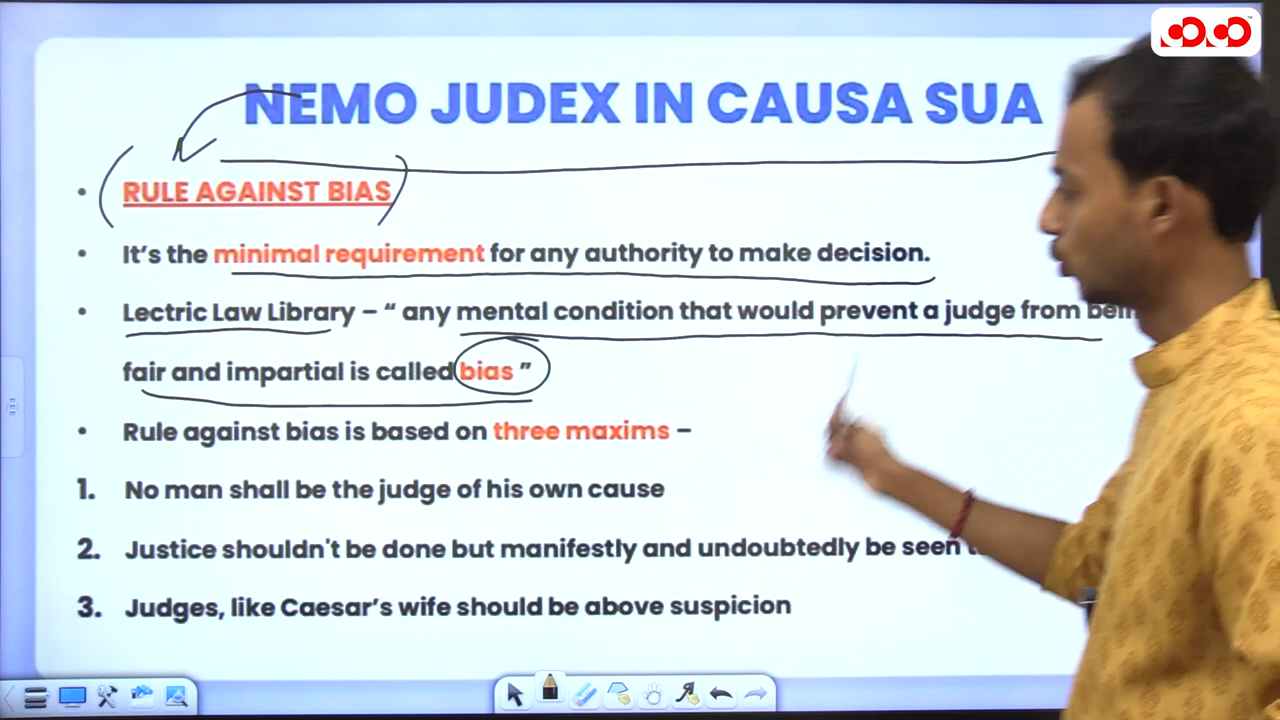 NEMO JUDEX IN CAUSA SUA
• RULE AGAINST BIAS
• It's the minimal requirement for any authority to make decision.
• Lectric Law Library – “ any mental condition that would prevent a judge from
fair and impartial is called bias ”
• Rule against bias is based on three maxims –
1. No man shall be the judge of his own cause
2. Justice shouldn't be done but manifestly and undoubtedly be seen
3. Judges, like Caesar's wife should be above suspicion